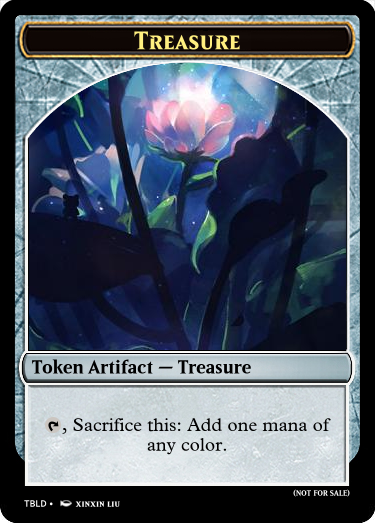 TREASURE
Token Artifact — Treasure
, Sacrifice this: Add one mana of
any color.
(NOT FOR SALE)
TBLD • XINXIN LIU